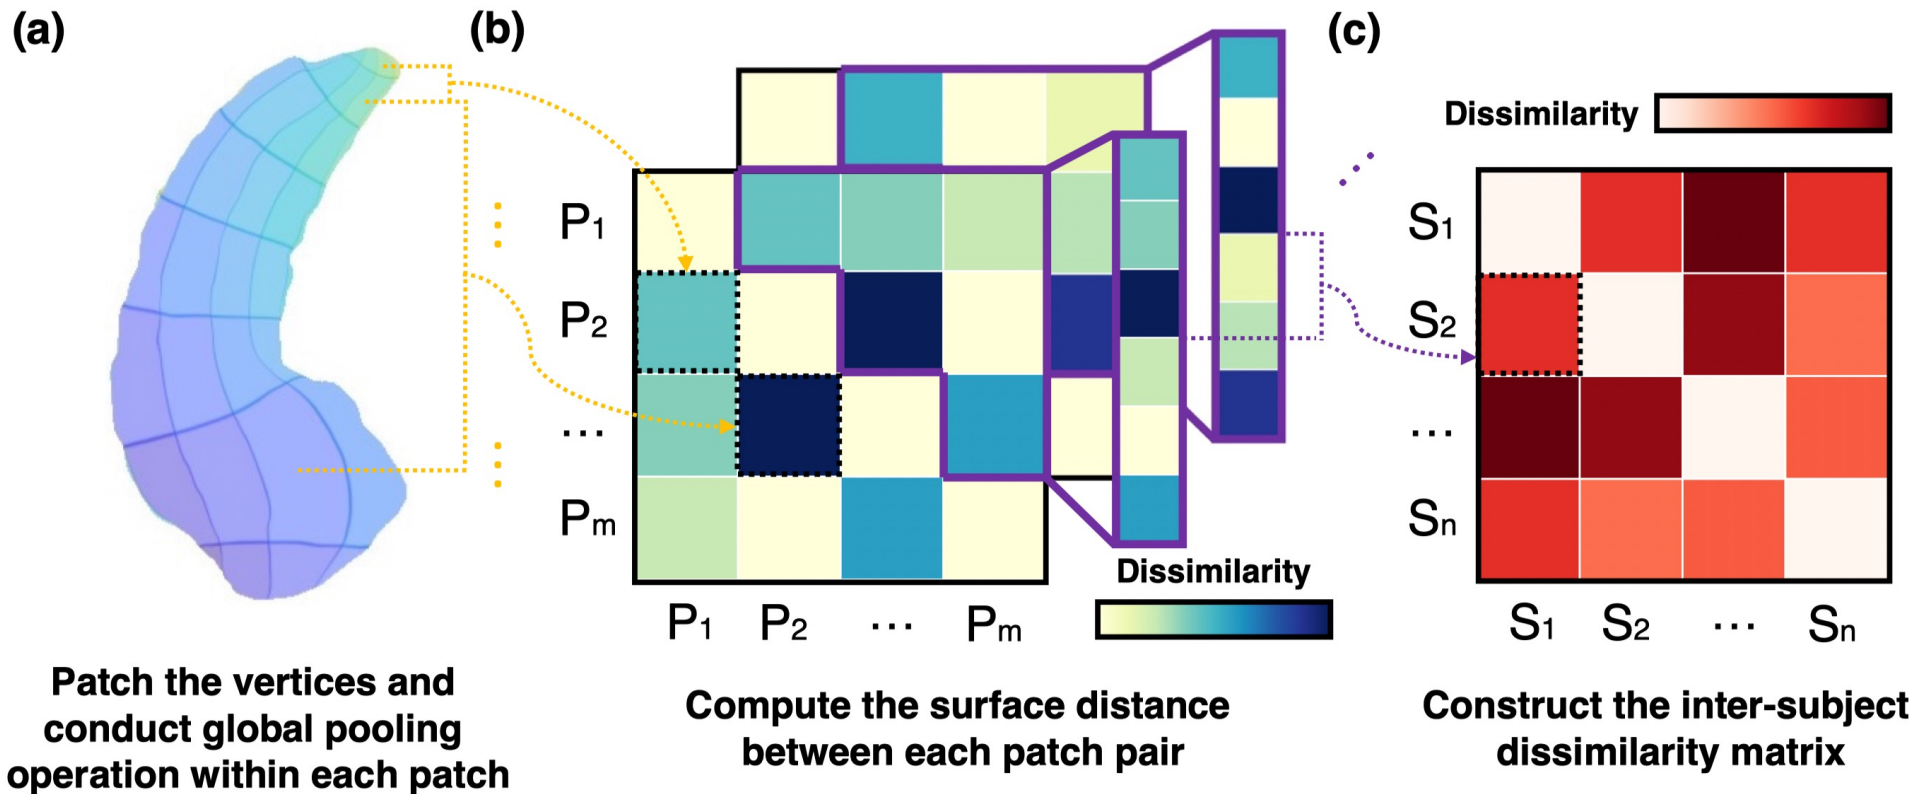 (a)
(b)
(c)
Dissimilarity
P1
P2
...
Pm
P1 P2 ... Pm
Dissimilarity
S1
S2
...
Sn
S1 S2 ... Sn
Patch the vertices and
conduct global pooling
operation within each patch
Compute the surface distance
between each patch pair
Construct the inter-subject
dissimilarity matrix